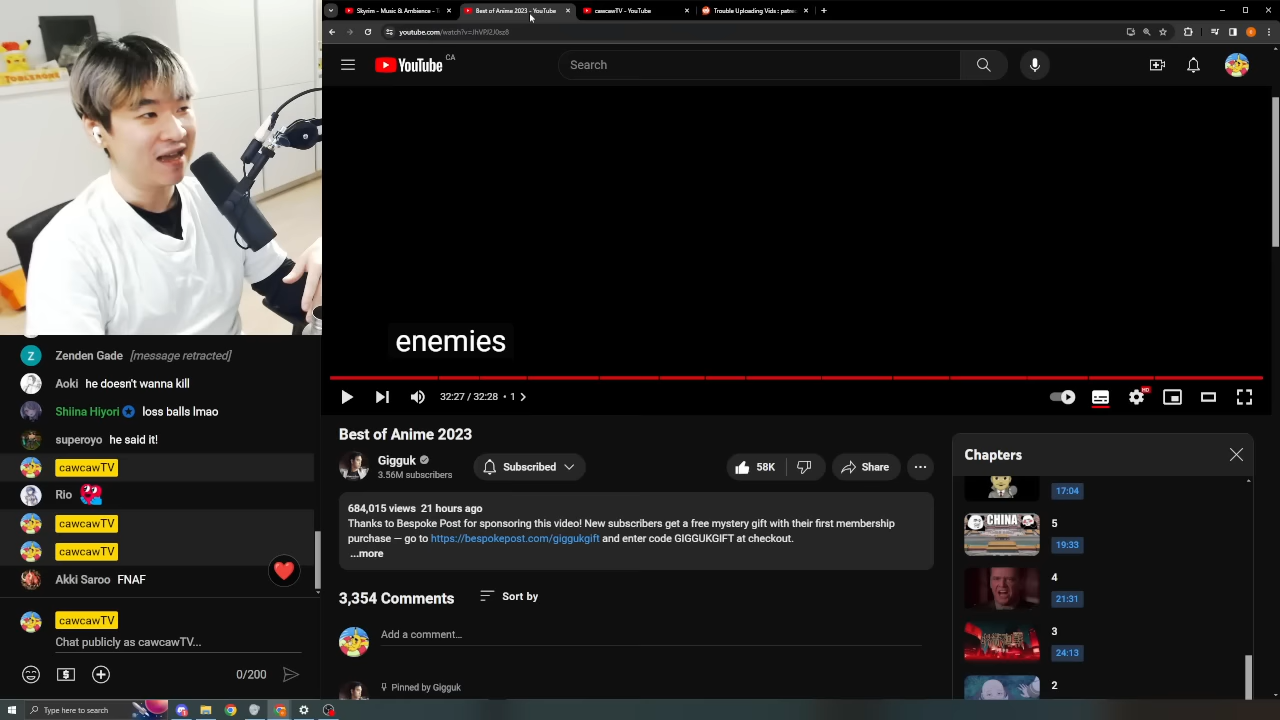 Skyrim - Music & Ambience -
Best of Anime 2023 - YouTube
cawcawTV - YouTube
Trouble Uploading Vids : patre
youtube.com/watch?v=
TOBLERONE
YouTube CA
Search
enemies
32:27 / 32:28 • 1
HD
Best of Anime 2023
Gigguk
3.56M subscribers
Subscribed
58K
Share
684,015 views 21 hours ago
Thanks to Bespoke Post for sponsoring this video! New subscribers get a free mystery gift with their first membership
purchase — go to https://bespokepost.com/giggukgift and enter code GIGGUKGIFT at checkout.
...more
3,354 Comments
Sort by
Add a comment...
Pinned by Gigguk
Chapters
17:04
CHINA
5
19:33
4
21:31
3
24:13
2
Z
Zenden Gade [message retracted]
Aoki he doesn't wanna kill
Shiina Hiyori loss balls lmao
superoyo he said it!
cawcawTV
Rio
cawcawTV
cawcawTV
Akki Saroo FNAF
cawcawTV
Chat publicly as cawcawTV...
0/200
Type here to search